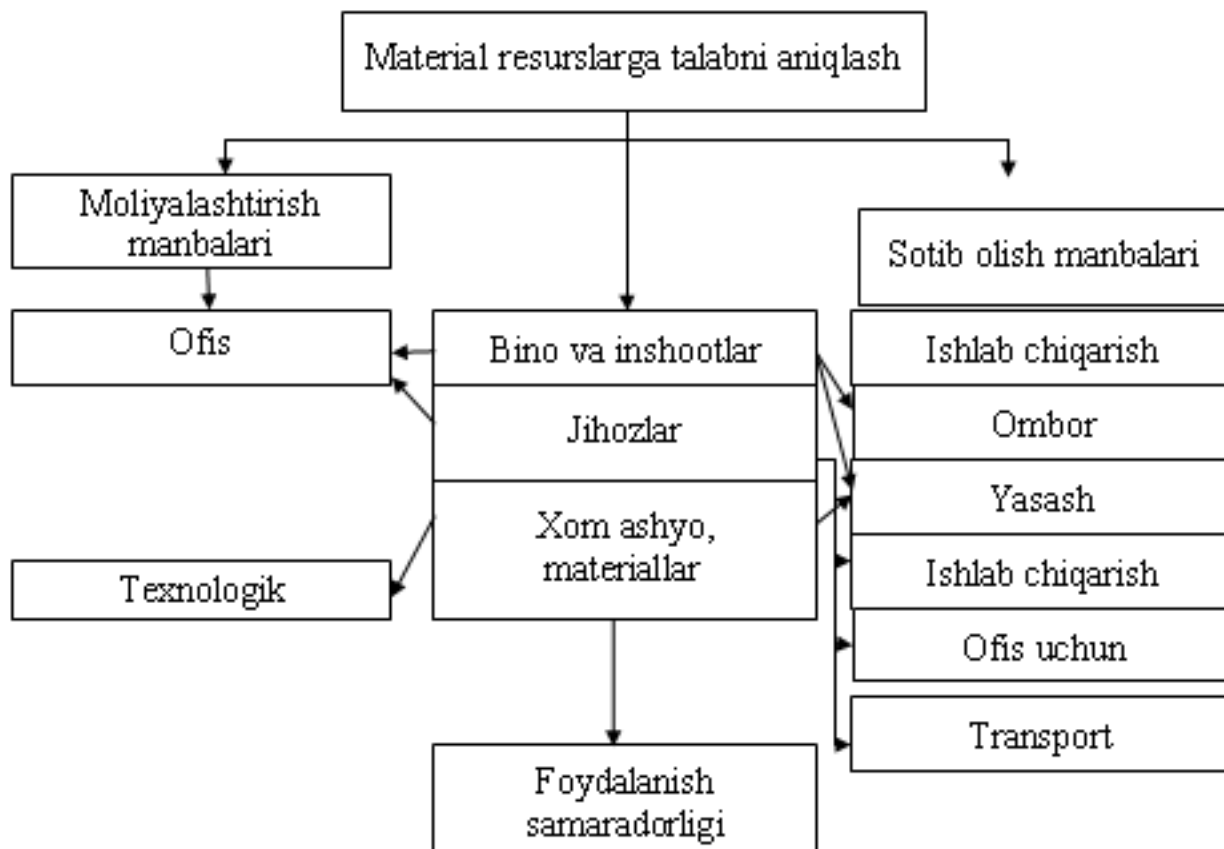 Material resurslarga talabni aniqlash
Moliyalashtirish
manbalari
Sotib olish manbalari
Ofis
Bino va inshootlar
Ishlab chiqarish
Jihozlar
Ombor
Yasash
Xom ashyo,
materiallar
Texnologik
Ishlab chiqarish
Ofis uchun
Transport
Foydalanish
samaradorligi